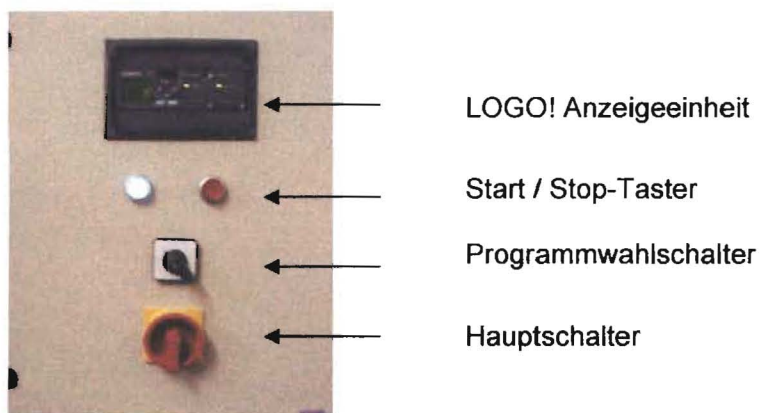 LOGO! Anzeigeeinheit
Start / Stop-Taster
Programmwahlschalter
Hauptschalter